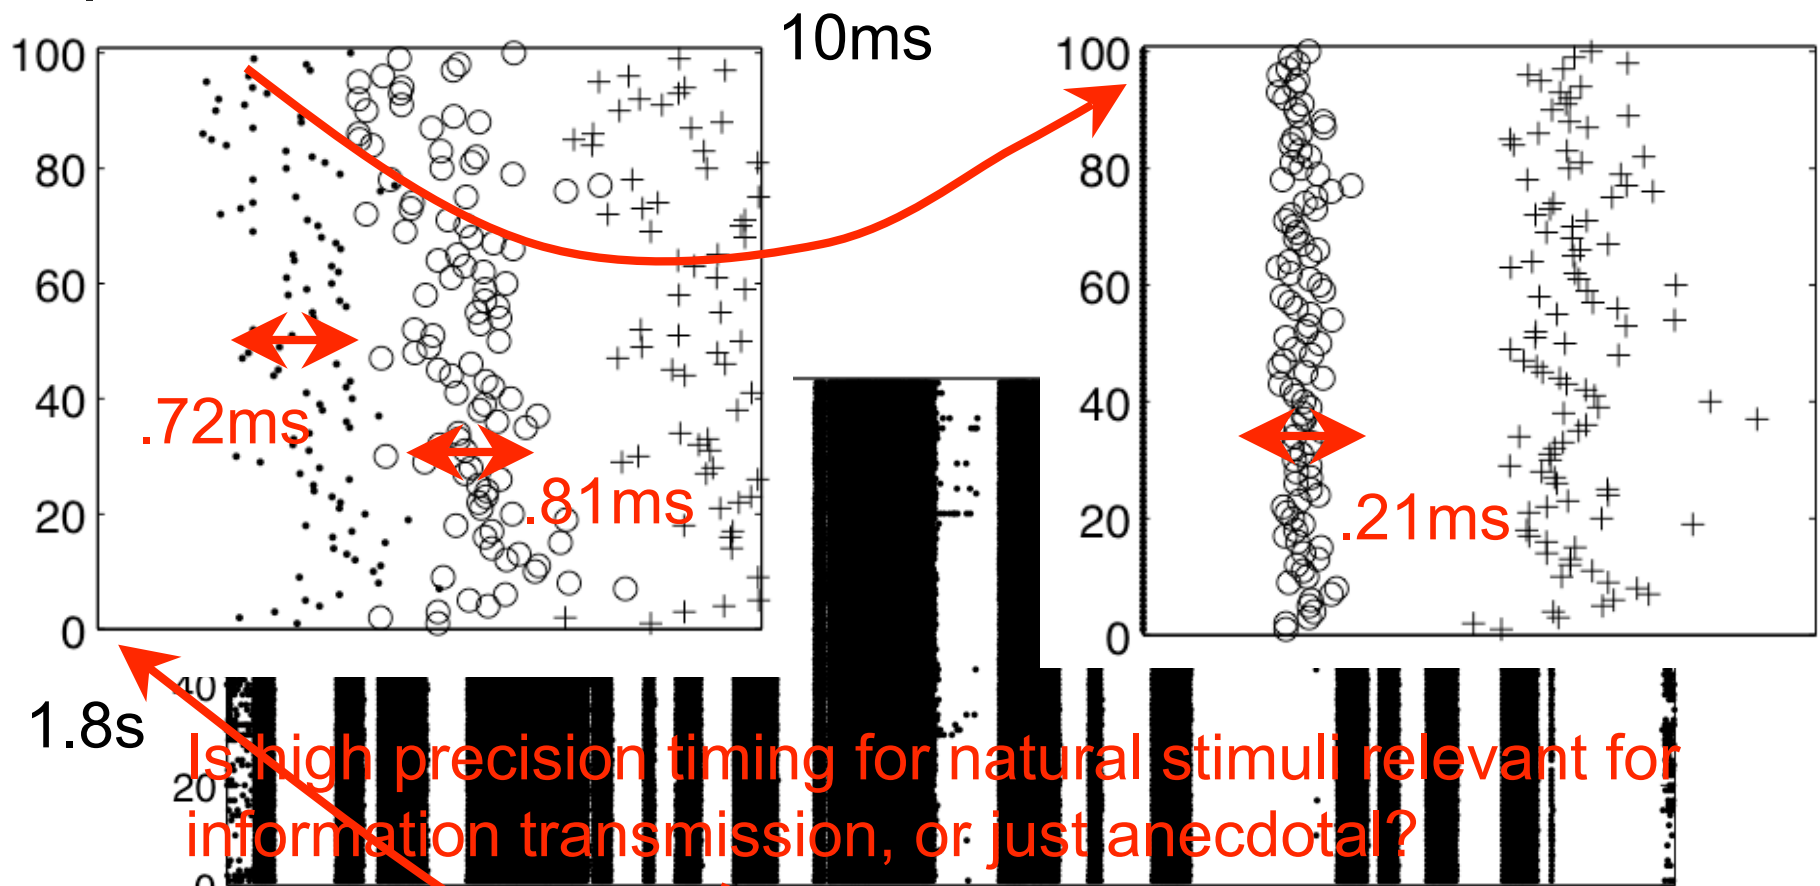 10ms
100
80
60
40
20
0
.72ms
.81ms
100
80
60
40
20
0
.21ms
1.8s
40
20
0
Is high precision timing for natural stimuli relevant for
information transmission, or just anecdotal?